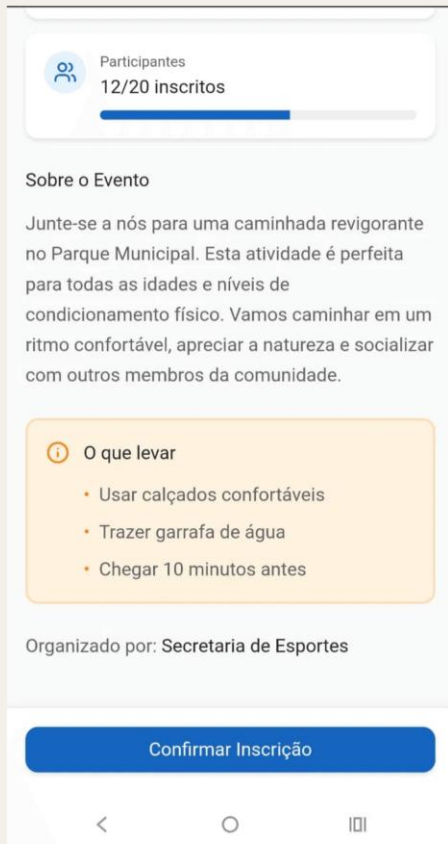 Participantes
12/20 inscritos
Sobre o Evento
Junte-se a nós para uma caminhada revigorante
no Parque Municipal. Esta atividade é perfeita
para todas as idades e níveis de
condicionamento físico. Vamos caminhar em um
ritmo confortável, apreciar a natureza e socializar
com outros membros da comunidade.
O que levar
• Usar calçados confortáveis
• Trazer garrafa de água
• Chegar 10 minutos antes
Organizado por: Secretaria de Esportes
Confirmar Inscrição